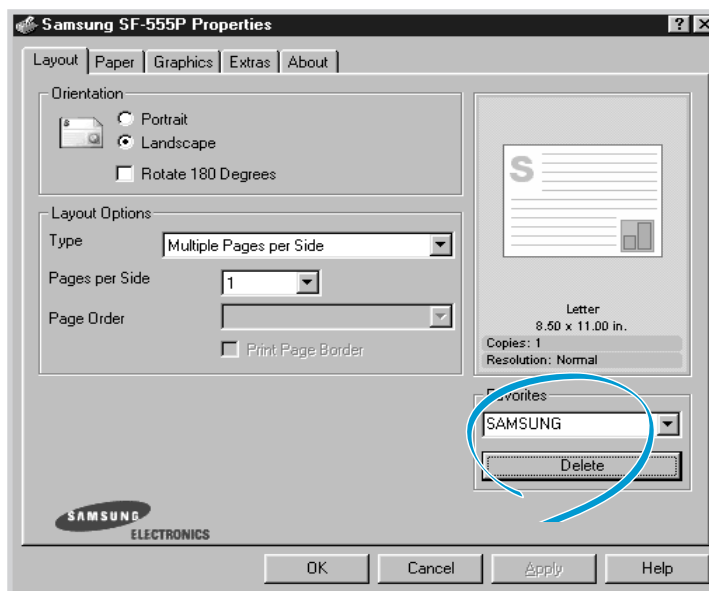 Samsung SF-555P Properties
Layout Paper Graphics Extras About
Orientation
Portrait
Landscape
Rotate 180 Degrees
Layout Options
Type Multiple Pages per Side
Pages per Side 1
Page Order
Print Page Border
S
Letter
8.50 x 11.00 in.
Copies: 1
Resolution: Normal
Favorites
SAMSUNG
Delete
SAMSUNG
ELECTRONICS
OK Cancel Apply Help